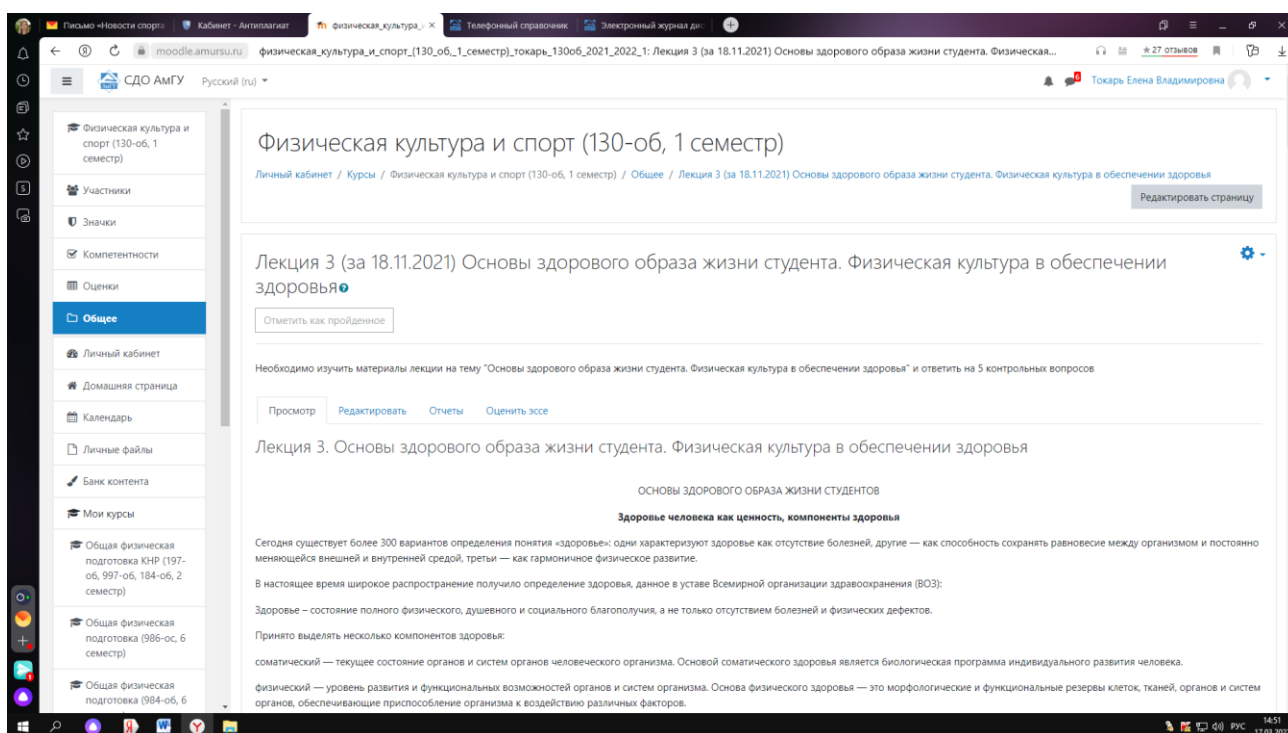 Письмо «Новости спорта
Кабинет - Антиплагиат
физическая_культура_
Телефонный справочник
Электронный журнал дис
moodle.amursu.ru
физическая_культура_и_спорт_(130_об,_1_семестр)_токарь_130об_2021_2022_1: Лекция 3 (за 18.11.2021) Основы здорового образа жизни студента. Физическая...
★ 27 отзывов
СДО АмГУ Русский (ru)
6
Токарь Елена Владимировна
Физическая культура и
спорт (130-об, 1
семестр)
Участники
Значки
Компетентности
Оценки
Общее
Личный кабинет
Домашняя страница
Календарь
Личные файлы
Банк контента
Мои курсы
Общая физическая
подготовка КНР (197-
об, 997-об, 184-об, 2
семестр)
Общая физическая
подготовка (986-ос, 6
семестр)
Общая физическая
подготовка (984-об, 6
Физическая культура и спорт (130-об, 1 семестр)
Личный кабинет / Курсы / Физическая культура и спорт (130-об, 1 семестр) / Общее / Лекция 3 (за 18.11.2021) Основы здорового образа жизни студента. Физическая культура в обеспечении здоровья
Редактировать страницу
Лекция 3 (за 18.11.2021) Основы здорового образа жизни студента. Физическая культура в обеспечении
здоровья
Отметить как пройденное
Необходимо изучить материалы лекции на тему "Основы здорового образа жизни студента. Физическая культура в обеспечении здоровья" и ответить на 5 контрольных вопросов
Просмотр Редактировать Отчеты Оценить эссе
Лекция 3. Основы здорового образа жизни студента. Физическая культура в обеспечении здоровья
ОСНОВЫ ЗДОРОВОГО ОБРАЗА ЖИЗНИ СТУДЕНТОВ
Здоровье человека как ценность, компоненты здоровья
Сегодня существует более 300 вариантов определения понятия «здоровье»: одни характеризуют здоровье как отсутствие болезней, другие — как способность сохранять равновесие между организмом и постоянно
меняющейся внешней и внутренней средой, третьи — как гармоничное физическое развитие.
В настоящее время широкое распространение получило определение здоровья, данное в уставе Всемирной организации здравоохранения (ВОЗ):
Здоровье – состояние полного физического, душевного и социального благополучия, а не только отсутствием болезней и физических дефектов.
Принято выделять несколько компонентов здоровья:
соматический — текущее состояние органов и систем органов человеческого организма. Основой соматического здоровья является биологическая программа индивидуального развития человека.
физический — уровень развития и функциональных возможностей органов и систем организма. Основа физического здоровья — это морфологические и функциональные резервы клеток, тканей, органов и систем
органов, обеспечивающие приспособление организма к воздействию различных факторов.
РУС
14:51